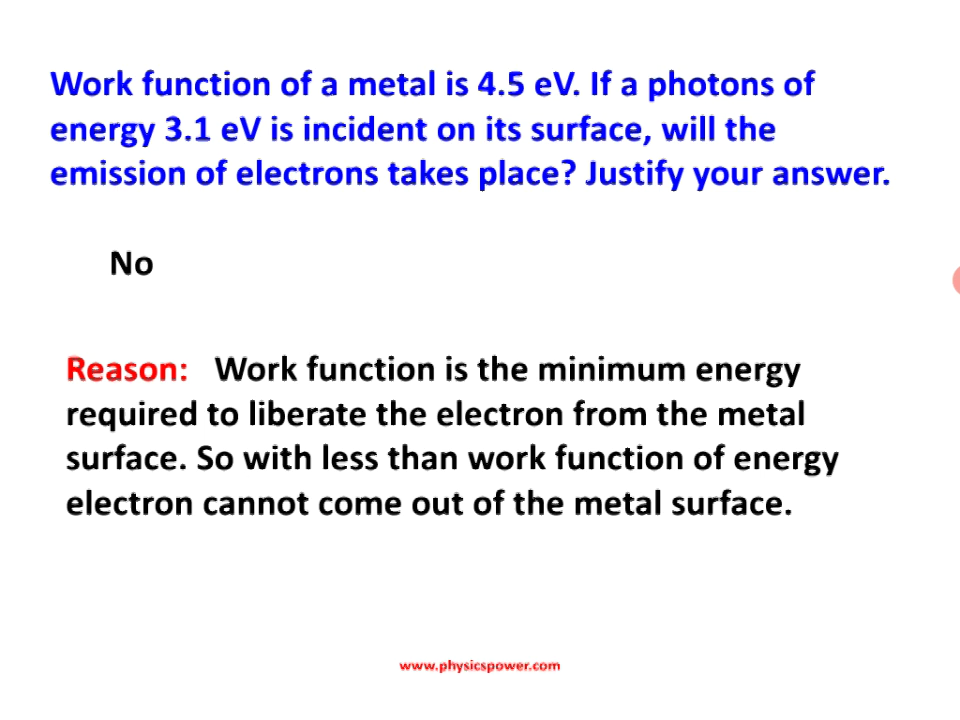 Work function of a metal is 4.5 eV. If a photons of
energy 3.1 eV is incident on its surface, will the
emission of electrons takes place? Justify your answer.
No
Reason: Work function is the minimum energy
required to liberate the electron from the metal
surface. So with less than work function of energy
electron cannot come out of the metal surface.
www.physicspower.com